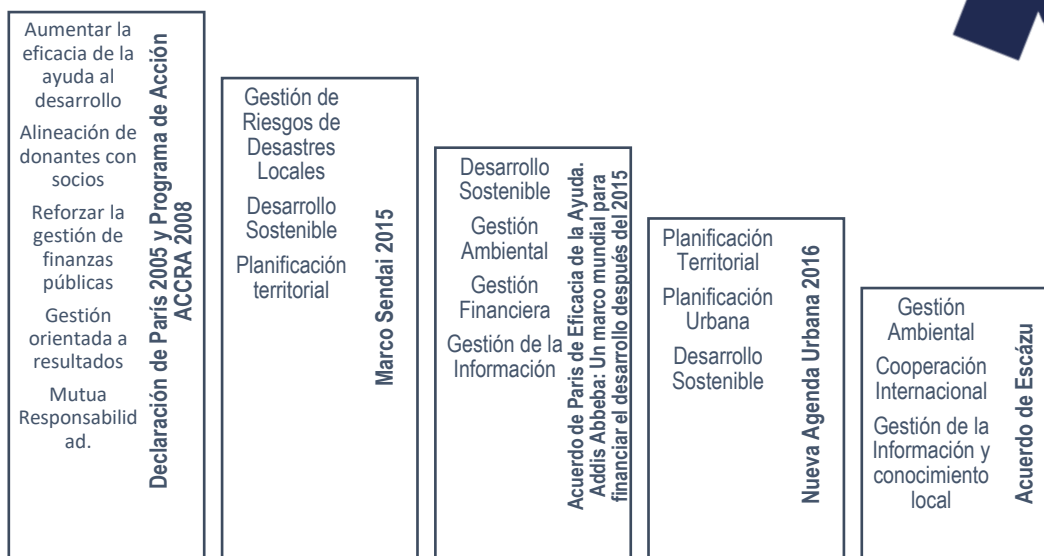 Aumentar la
eficacia de la
ayuda al
desarrollo
Alineación de
donantes con
socios
Reforzar la
gestión de
finanzas
públicas
Gestión
orientada a
resultados
Mutua
Responsabilid
ad.
Declaración de París 2005 y Programa de Acción
ACCRA 2008
Gestión de
Riesgos de
Desastres
Locales
Desarrollo
Sostenible
Planificación
territorial
Marco Sendai 2015
Desarrollo
Sostenible
Gestión
Ambiental
Gestión
Financiera
Gestión de la
Información
Acuerdo de Paris de Eficacia de la Ayuda.
Addis Abbeba: Un marco mundial para
financiar el desarrollo después del 2015
Planificación
Territorial
Planificación
Urbana
Desarrollo
Sostenible
Nueva Agenda Urbana 2016
Gestión
Ambiental
Cooperación
Internacional
Gestión de la
Información y
conocimiento
local
Acuerdo de Escázu